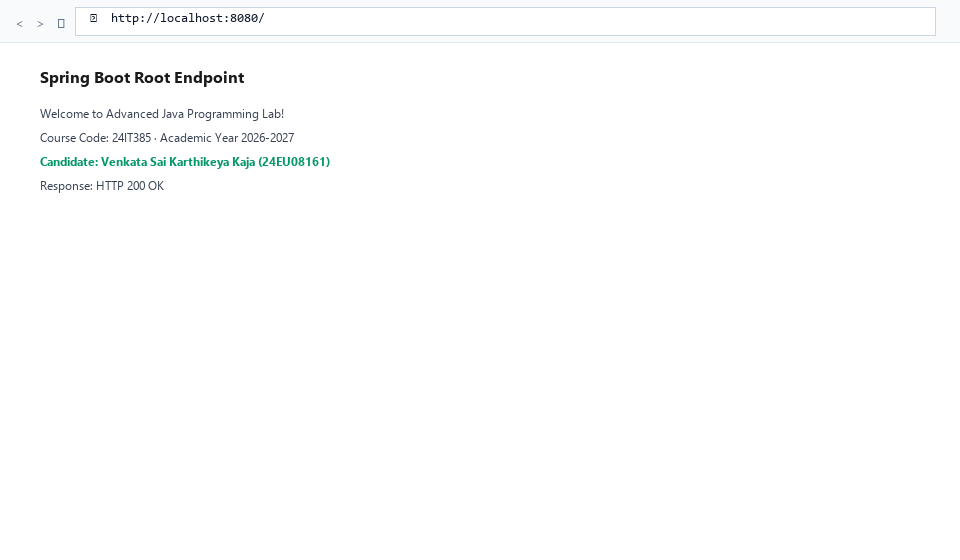 < > http://localhost:8080/
Spring Boot Root Endpoint
Welcome to Advanced Java Programming Lab!
Course Code: 24IT385 · Academic Year 2026-2027
Candidate: Venkata Sai Karthikeya Kaja (24EU08161)
Response: HTTP 200 OK